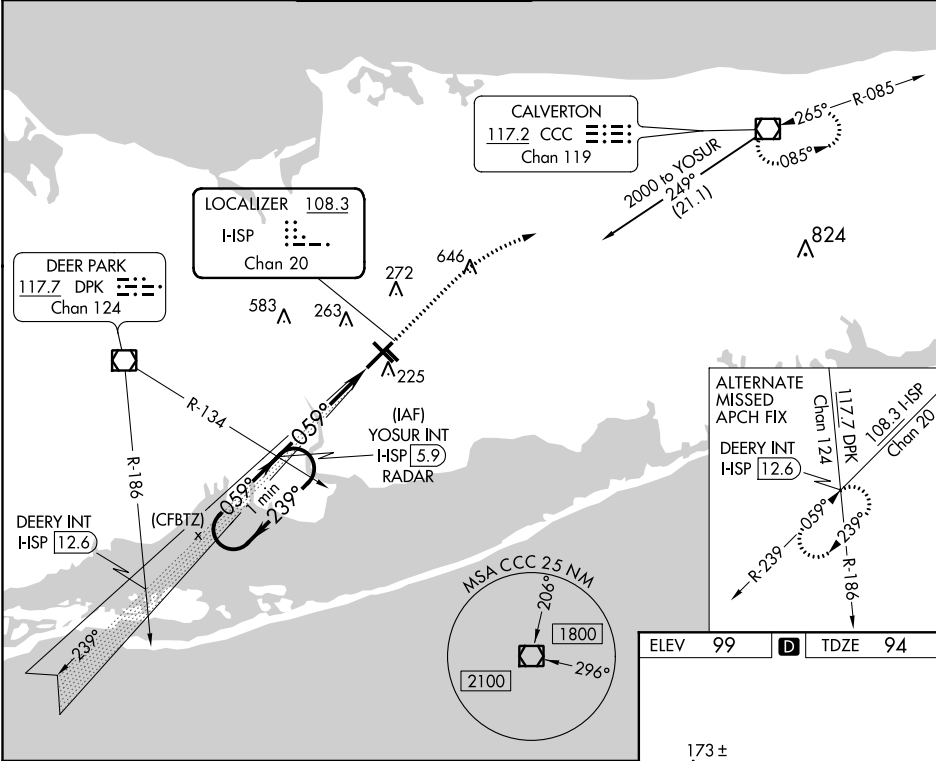 CALVERTON
117.2 CCC
Chan 119
265°
R-085
085°
2000 to YOSUR
249°
(21.1)
824
LOCALIZER 108.3
I-ISP
Chan 20
DEER PARK
117.7 DPK
Chan 124
646
272
583
263
225
R-134
R-186
059°
(IAF)
YOSUR INT
I-ISP 5.9
RADAR
059°
1 min
239°
(CFBTZ)
x
DEERY INT
I-ISP 12.6
239°
MSA CCC 25 NM
206°
1800
296°
2100
ALTERNATE
MISSED
APCH FIX
117.7 DPK
Chan 124
108.3 I-ISP
Chan 20
DEERY INT
I-ISP 12.6
059°
239°
R-239
R-186
ELEV 99 D TDZE 94
173 ±